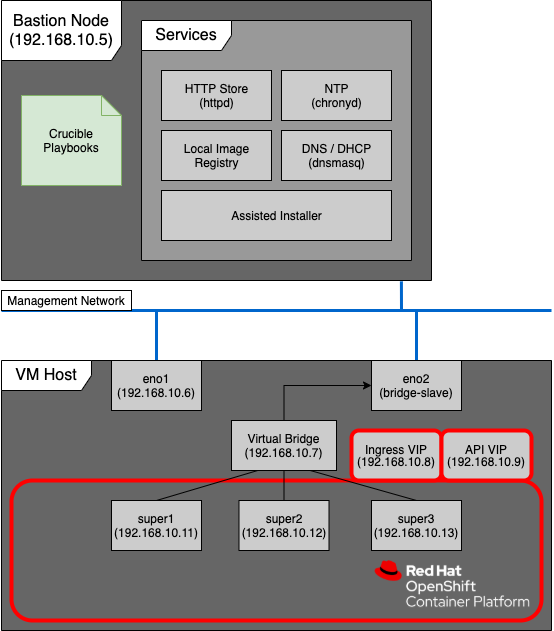 Bastion Node
(192.168.10.5)
Services
HTTP Store
(httpd)
NTP
(chronyd)
Crucible
Playbooks
Local Image
Registry
DNS / DHCP
(dnsmasq)
Assisted Installer
Management Network
VM Host
eno1
(192.168.10.6)
eno2
(bridge-slave)
Virtual Bridge
(192.168.10.7)
Ingress VIP
(192.168.10.8)
API VIP
(192.168.10.9)
super1
(192.168.10.11)
super2
(192.168.10.12)
super3
(192.168.10.13)
Red Hat
OpenShift
Container Platform